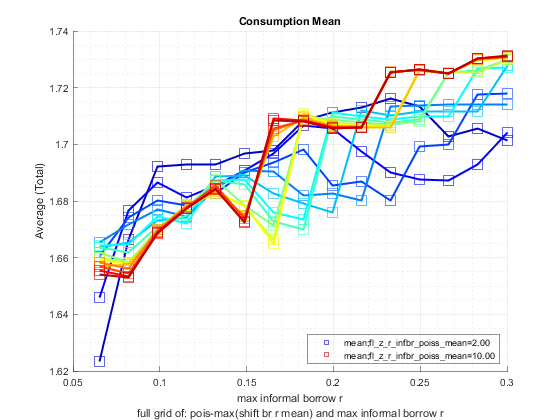 Consumption Mean
1.74
1.72
1.7
1.68
1.66
1.64
1.62
Average (Total)
0.05
0.1
0.15
0.2
0.25
0.3
mean;fl_z_r_infbr_poiss_mean=2.00
mean;fl_z_r_infbr_poiss_mean=10.00
max informal borrow r
full grid of: pois-max(shift br r mean) and max informal borrow r